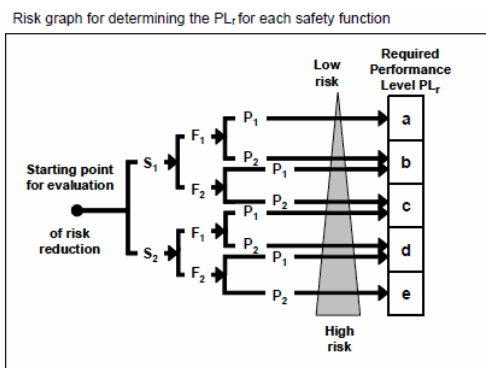 Risk graph for determining the PLr for each safety function
Low
risk
Required
Performance
Level PLr
Starting point
for evaluation
of risk
reduction
S1
S2
F1
F2
F1
F2
P1
P2
P1
P2
P1
P2
P1
P2
a
b
c
d
e
High
risk